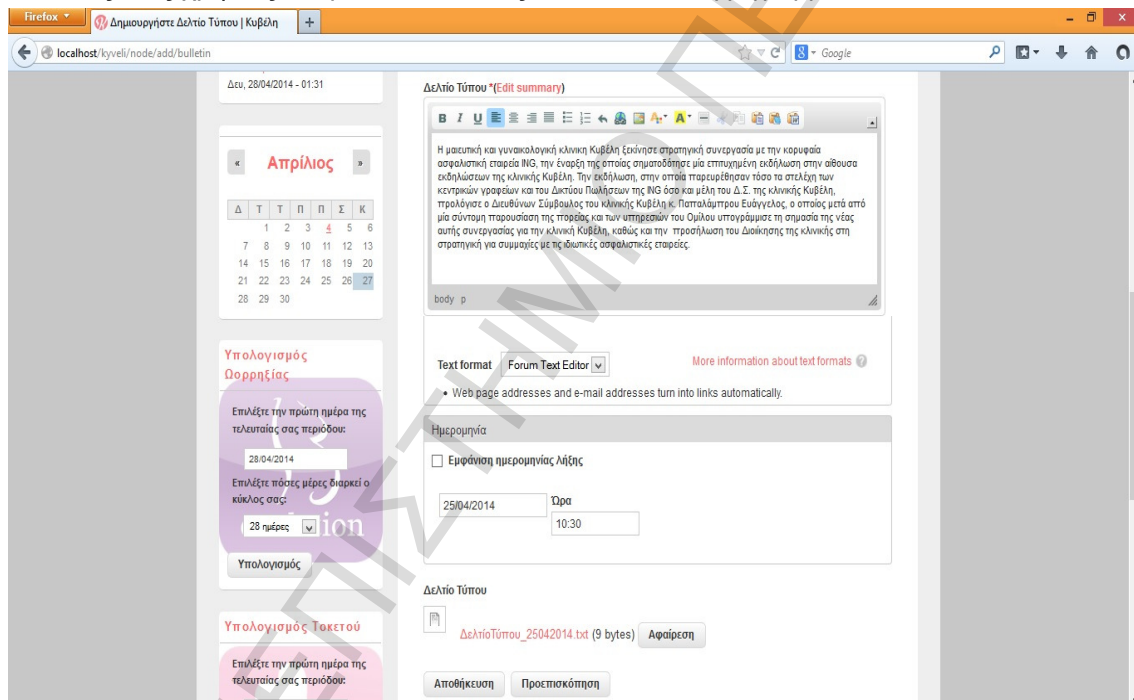 Firefox
Δημιουργήστε Δελτίο Τύπου | Κυβέλη
localhost/kyveli/node/add/bulletin
Google
Δευ, 28/04/2014 - 01:31
« Απρίλιος »
Δ Τ Τ Π Π Σ Κ
1 2 3 4 5 6
7 8 9 10 11 12 13
14 15 16 17 18 19 20
21 22 23 24 25 26 27
28 29 30
Υπολογισμός
Ωορρηξίας
Επιλέξτε την πρώτη ημέρα της
τελευταίας σας περιόδου:
28/04/2014
Επιλέξτε πόσες μέρες διαρκεί ο
κύκλος σας:
28 ημέρες
ion
Υπολογισμός
Υπολογισμός Τοκετού
Επιλέξτε την πρώτη ημέρα της
τελευταίας σας περιόδου:
Δελτίο Τύπου *(Edit summary)
B I U
Η μαιευτική και γυναικολογική κλινικη Κυβέλη ξεκίνησε στρατηγική συνεργασία με την κορυφαία
ασφαλιστική εταιρεία ING, την έναρξη της οποίας σηματοδότησε μία επιτυχημένη εκδήλωση στην αίθουσα
εκδηλώσεων της κλινικής Κυβέλη. Την εκδήλωση, στην οποία παρευρέθησαν τόσο τα στελέχη των
κεντρικών γραφείων και του Δικτύου Πωλήσεων της ING όσο και μέλη του Δ.Σ. της κλινικής Κυβέλη,
προλόγισε ο Διευθύνων Σύμβουλος του κλινικής Κυβέλη κ. Παπαλάμπρου Ευάγγελος, ο οποίος μετά από
μία σύντομη παρουσίαση της πορείας και των υπηρεσιών του Ομίλου υπογράμμισε τη σημασία της νέας
αυτής συνεργασίας για την κλινική Κυβέλη, καθώς και την προσήλωση του Διοίκησης της κλινικής στη
στρατηγική για συμμαχίες με τις ιδιωτικές ασφαλιστικές εταιρείες.
body p
Text format Forum Text Editor More information about text formats
Web page addresses and e-mail addresses turn into links automatically.
Ημερομηνία
Εμφάνιση ημερομηνίας Λήξης
25/04/2014
Ώρα
10:30
Δελτίο Τύπου
ΔελτίοΤύπου_25042014.txt (9 bytes) Αφαίρεση
Αποθήκευση Προεπισκόπηση